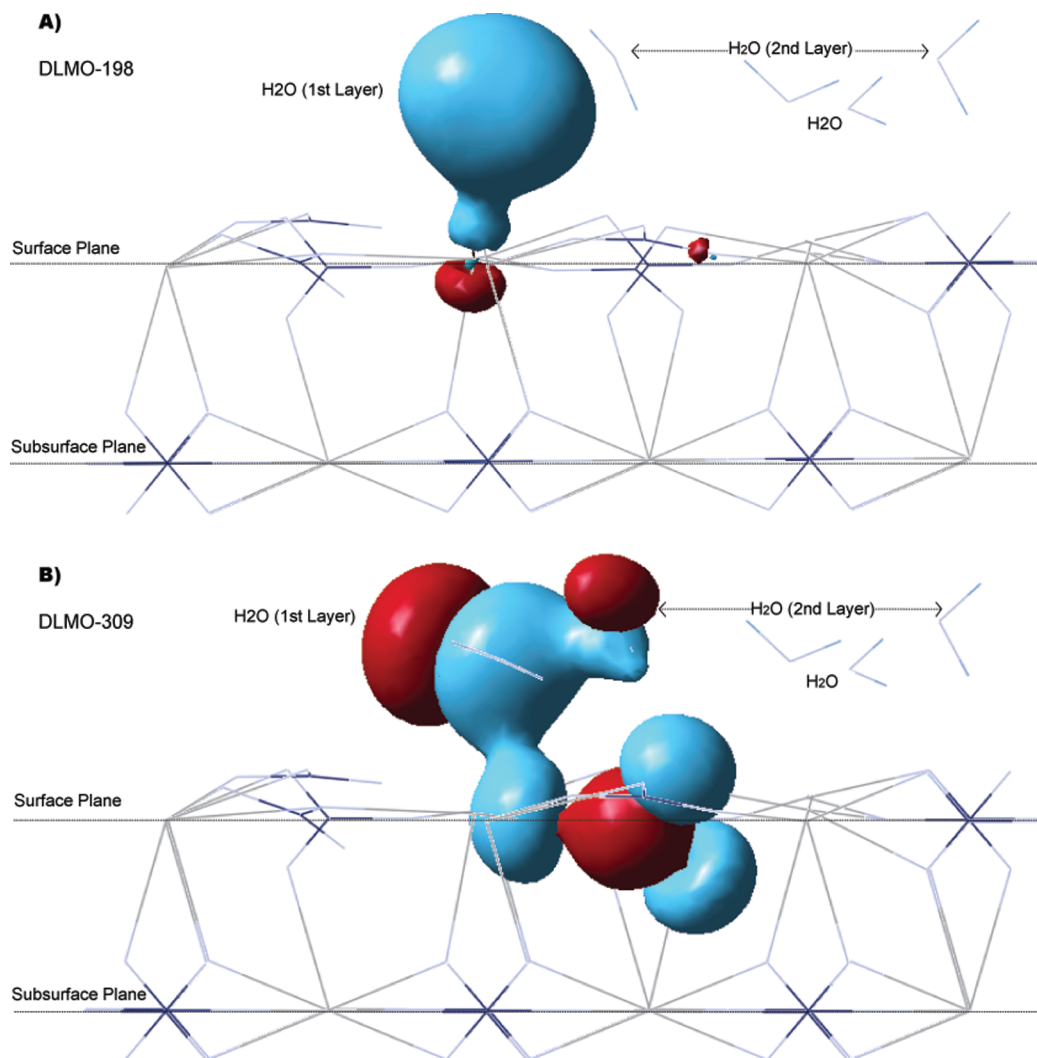 A)
DLMO-198
H2O (1st Layer)
H₂O (2nd Layer)
H2O
Surface Plane
Subsurface Plane
B)
DLMO-309
H2O (1st Layer)
H₂O (2nd Layer)
H₂O
Surface Plane
Subsurface Plane